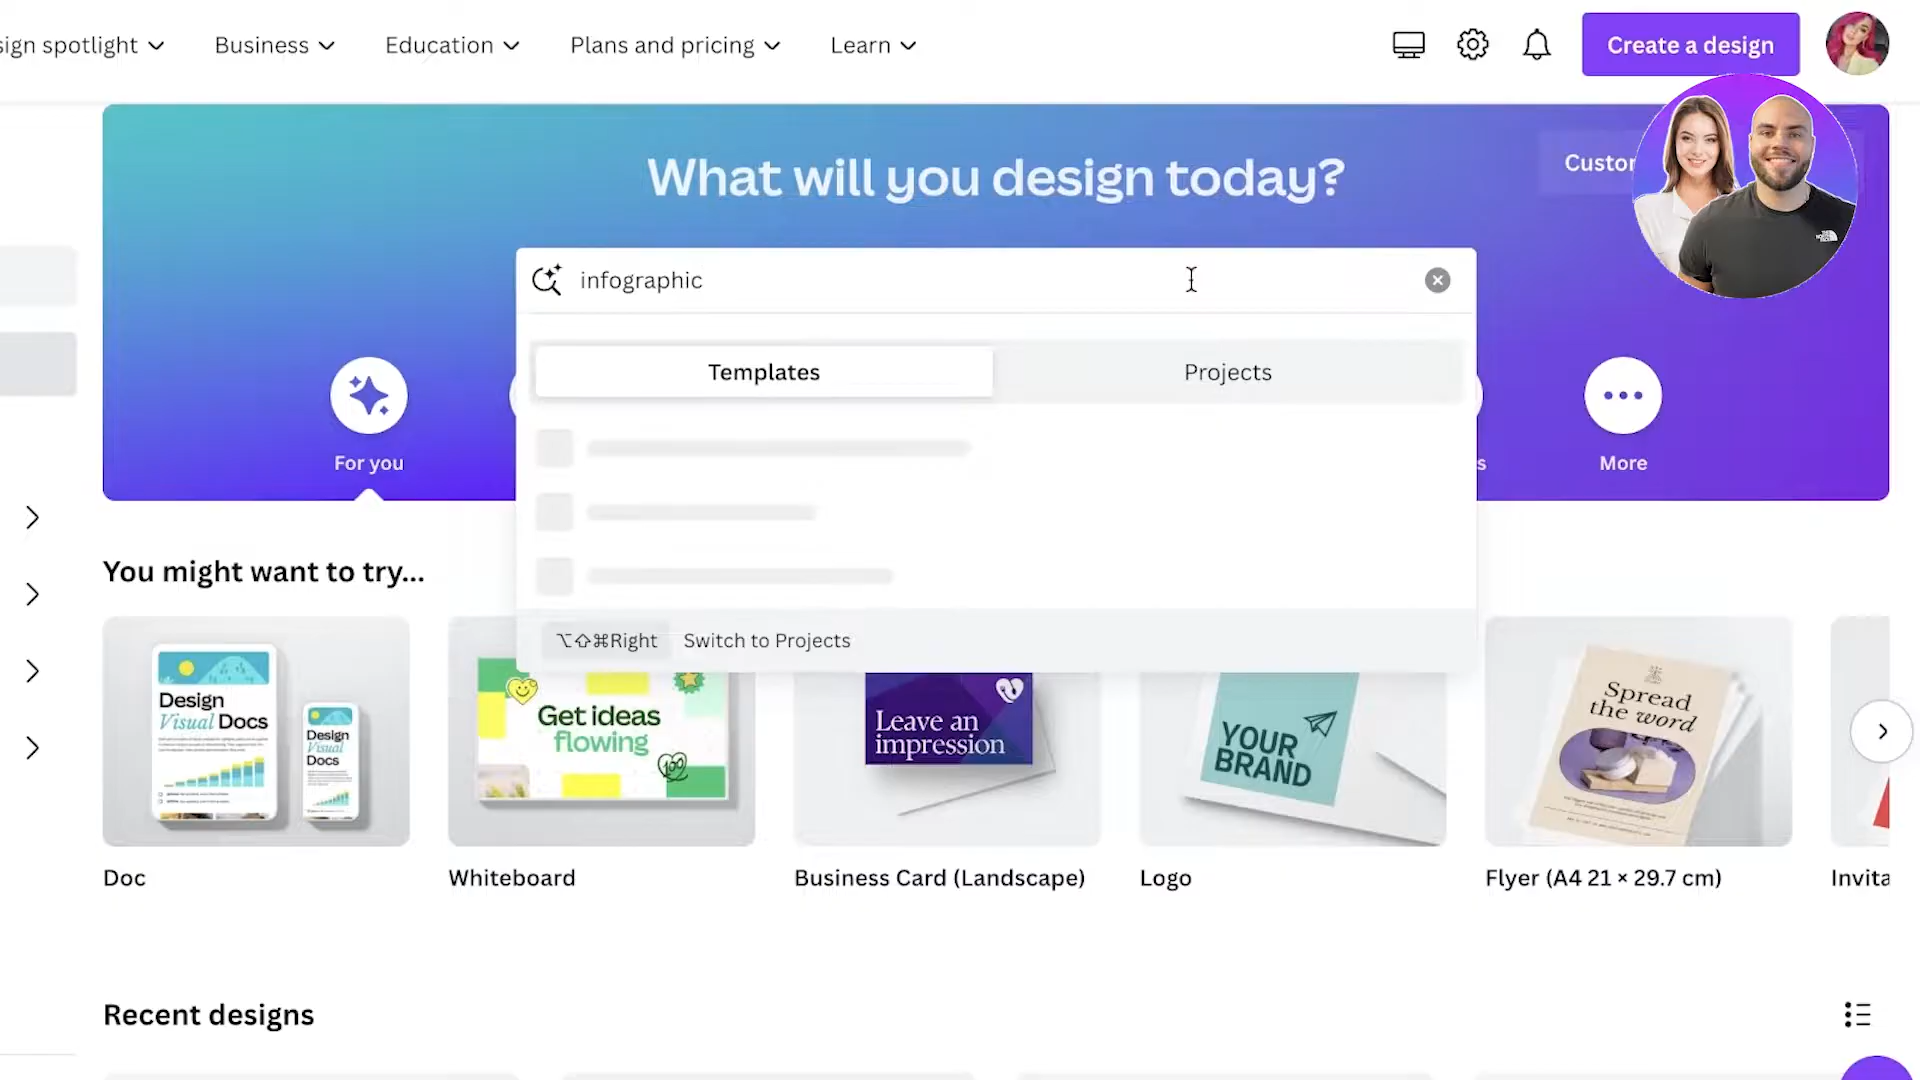 sign spotlight Business Education Plans and pricing Learn Create a design
What will you design today?
Custom
infographic
Templates Projects
For you s More
⌥⇧⌘Right Switch to Projects
You might want to try...
Design
Visual Docs
Design
Visual
Docs
Get ideas
flowing
100
Leave an
impression
YOUR
BRAND
Spread
the word
Doc Whiteboard Business Card (Landscape) Logo Flyer (A4 21 × 29.7 cm) Invita
Recent designs